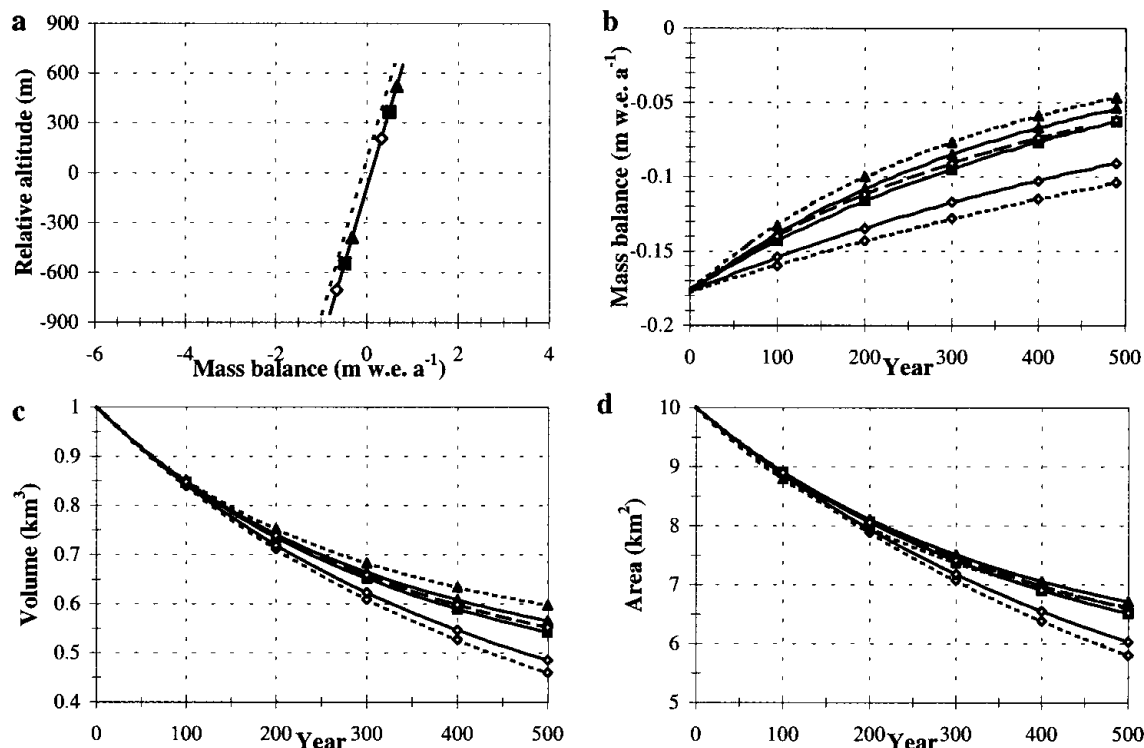 a
900
600
300
0
-300
-600
-900
Relative altitude (m)
-6 -4 -2 0 2 4
Mass balance (m w.e. a⁻¹)
b
0
-0.05
-0.1
-0.15
-0.2
Mass balance (m w.e. a⁻¹)
0 100 200 300 400 500
Year
c
1
0.9
0.8
0.7
0.6
0.5
0.4
Volume (km³)
0 100 200 300 400 500
Year
d
10
9
8
7
6
5
Area (km²)
0 100 200 300 400 500
Year